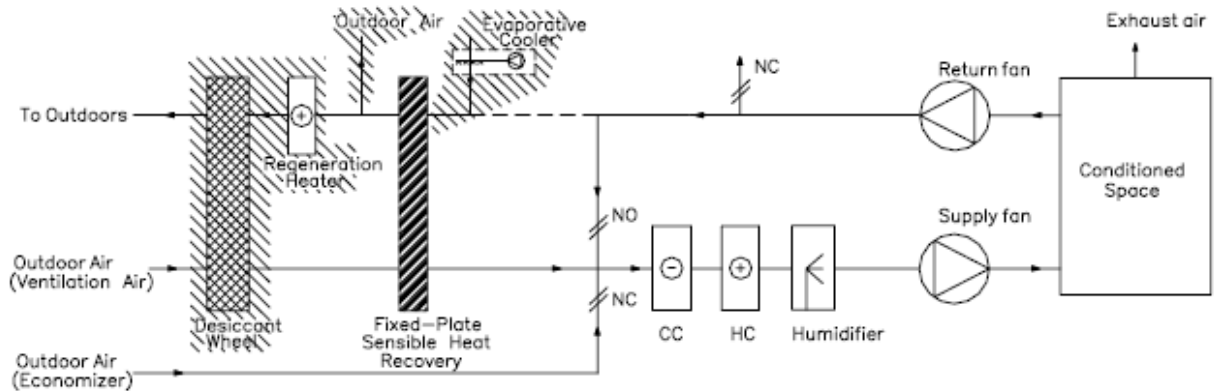 Outdoor Air
Evaporative
Cooler
Exhaust air
NC
Return fan
To Outdoors
Regeneration
Heater
Conditioned
Space
NO
Supply fan
Outdoor Air
(Ventilation Air)
NC
Desiccant
Wheel
Fixed-Plate
Sensible Heat
Recovery
CC
HC
Humidifier
Outdoor Air
(Economizer)